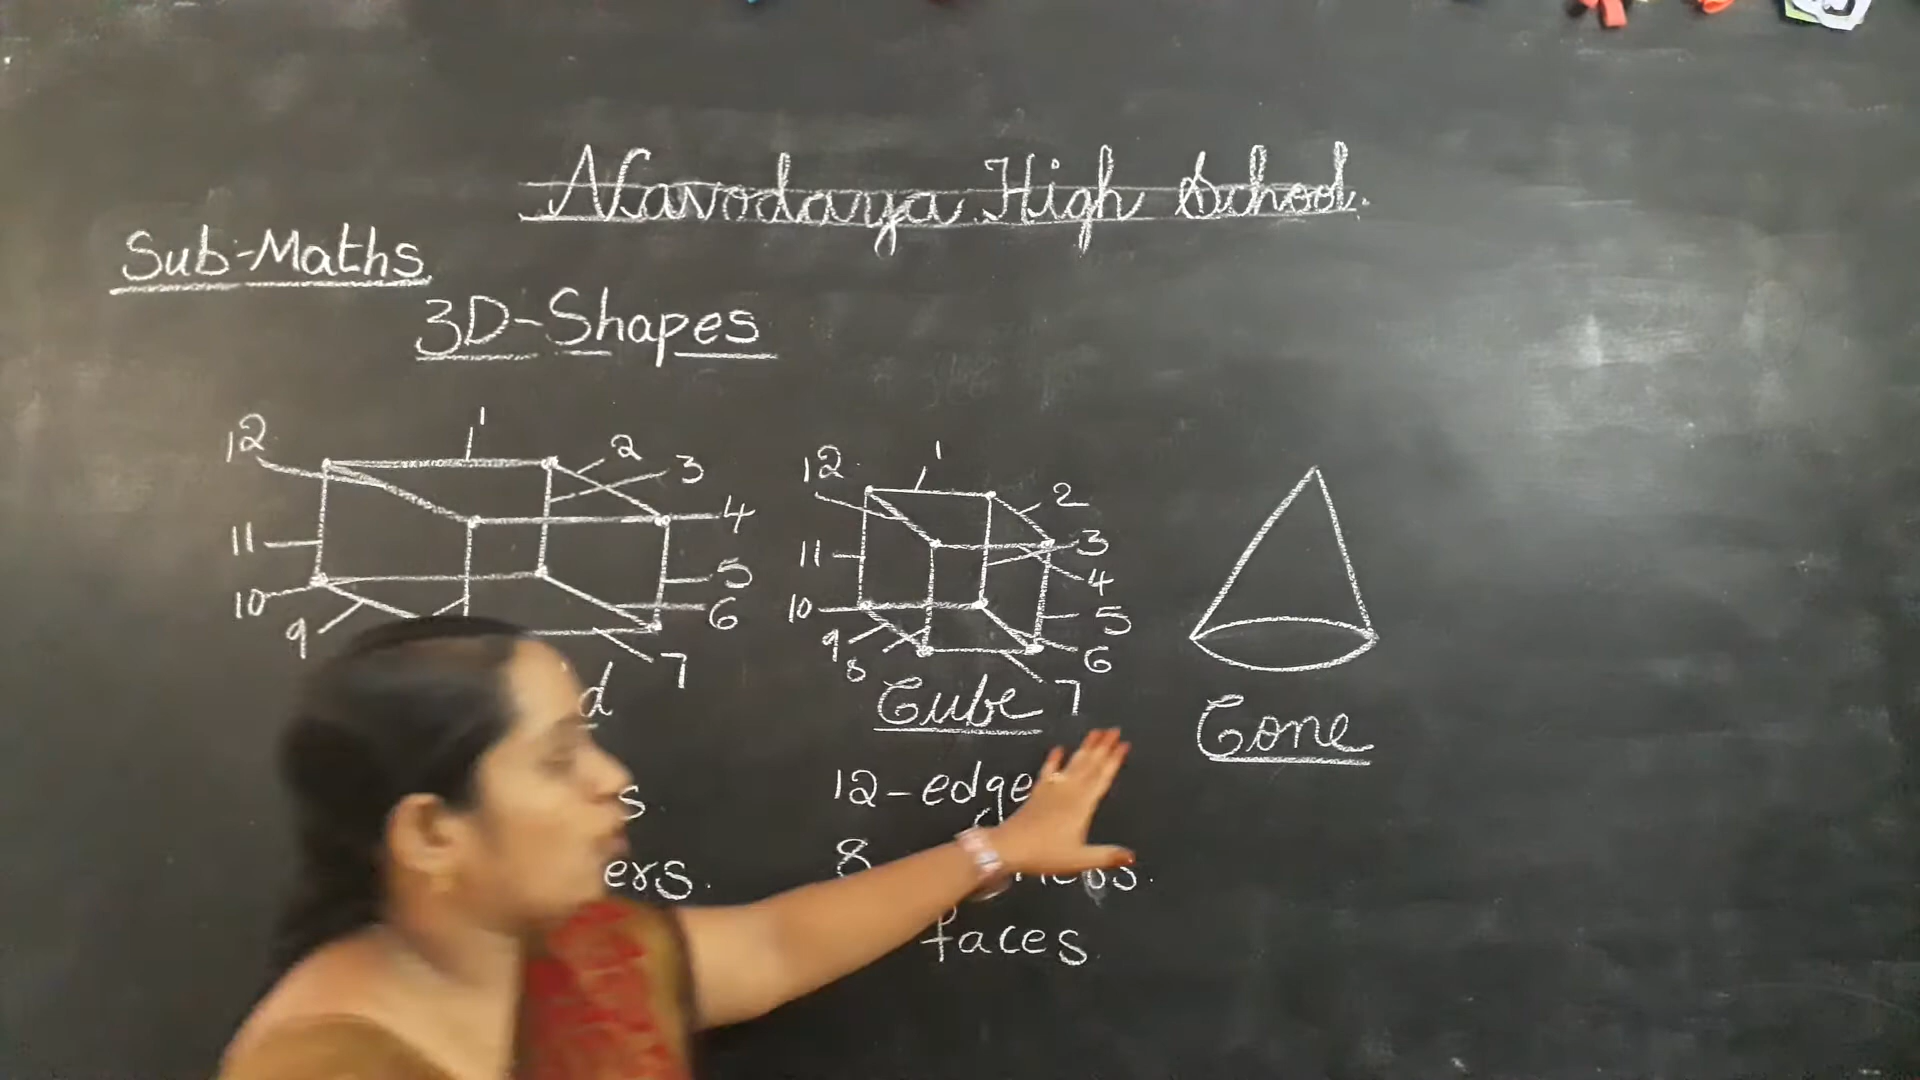 Navodaya High School.
Sub-Maths
3D-Shapes
12 1 2 3 4 5 6 7 9 10 11
12 1 2 3 4 5 6 7 8 9 10 11
Cube
Cone
12-edge
8
faces